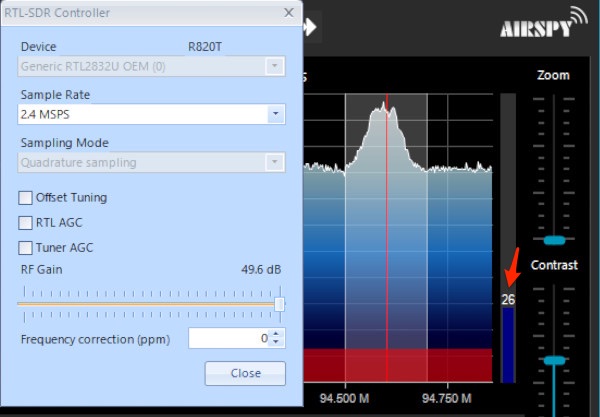 RTL-SDR Controller
Device R820T
Generic RTL2832U OEM (0)
Sample Rate
2.4 MSPS
Sampling Mode
Quadrature sampling
Offset Tuning
RTL AGC
Tuner AGC
RF Gain 49.6 dB
Frequency correction (ppm) 0
Close
AIRSPY
S
Zoom
Contrast
26
94.500 M 94.750 M